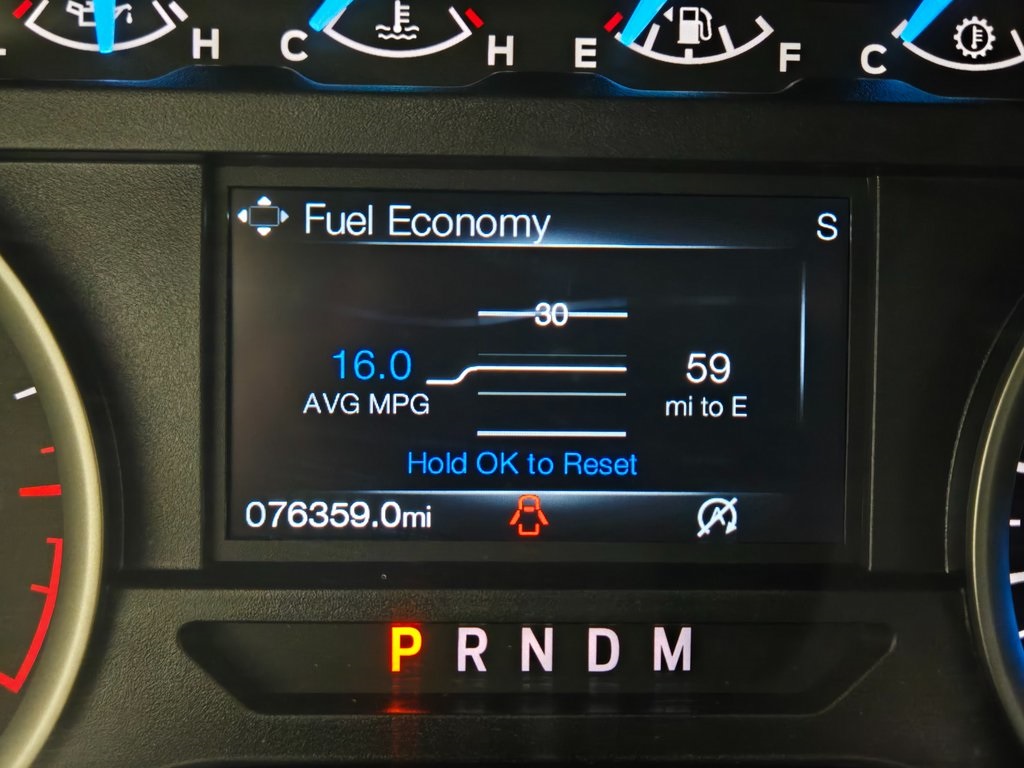 H C H E F C
Fuel Economy S
30
16.0 59
AVG MPG mi to E
Hold OK to Reset
076359.0mi
P R N D M